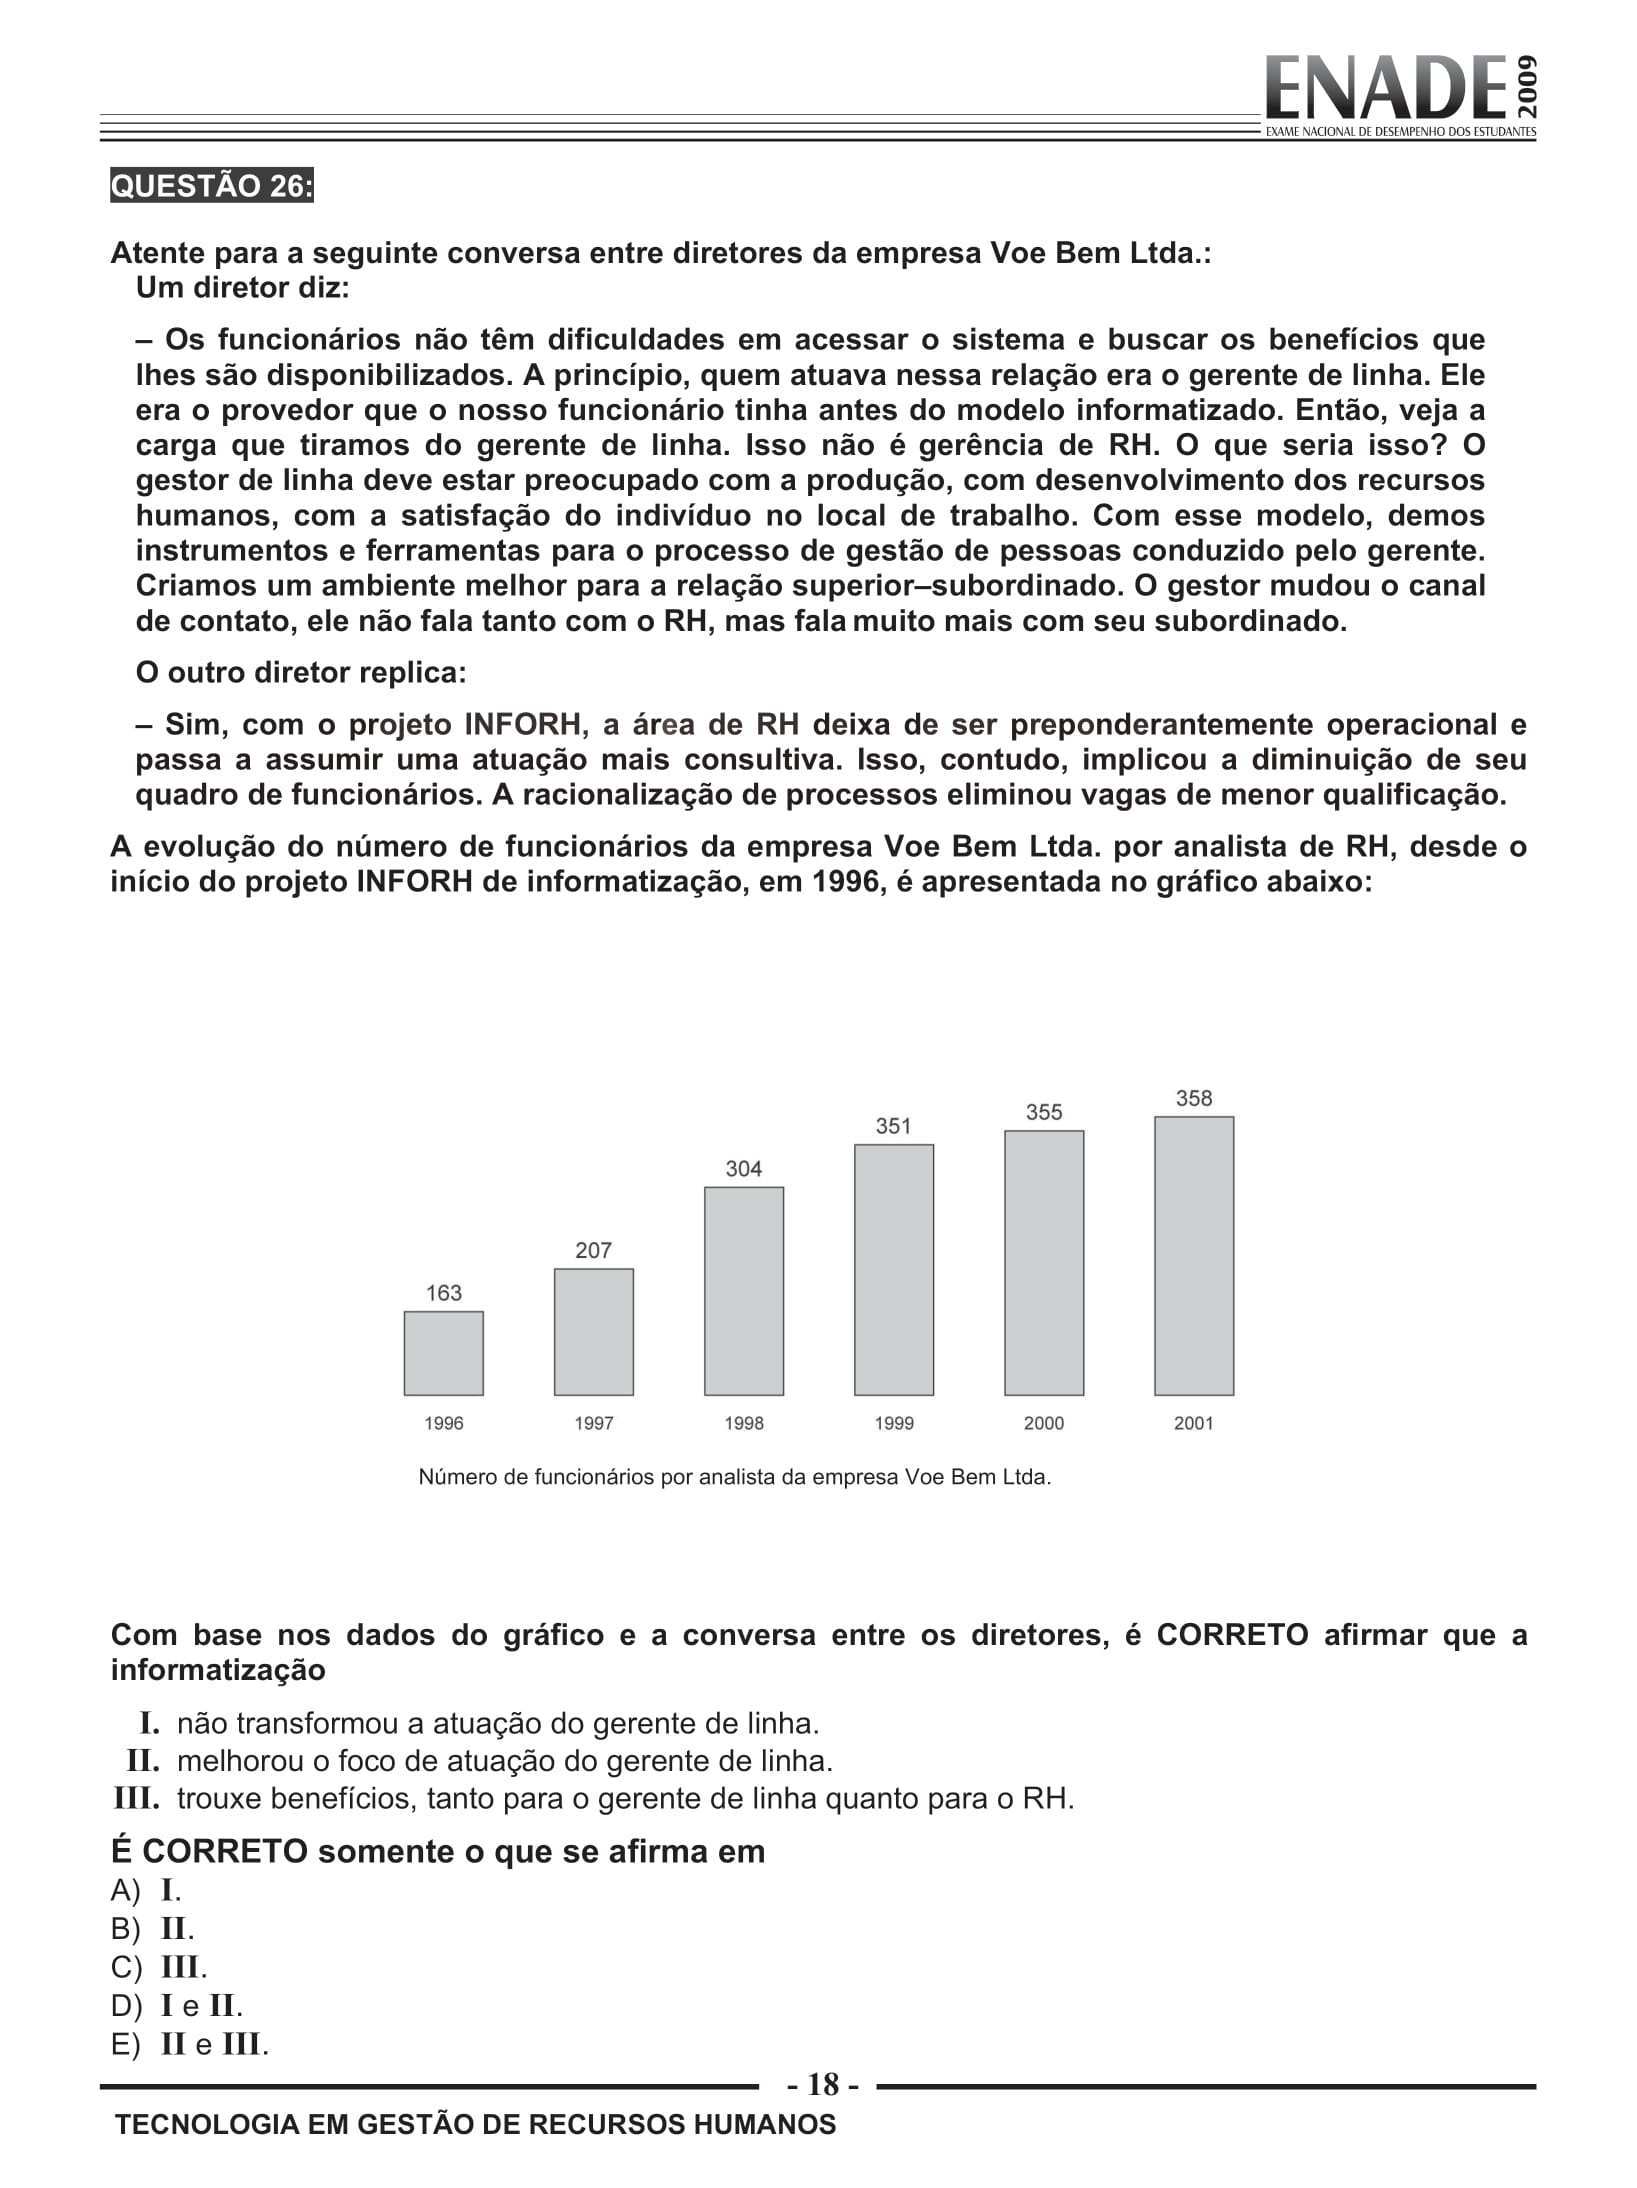 ENADE 2009
EXAME NACIONAL DE DESEMPENHO DOS ESTUDANTES
QUESTÃO 26:
Atente para a seguinte conversa entre diretores da empresa Voe Bem Ltda.:
Um diretor diz:
– Os funcionários não têm dificuldades em acessar o sistema e buscar os benefícios que
lhes são disponibilizados. A princípio, quem atuava nessa relação era o gerente de linha. Ele
era o provedor que o nosso funcionário tinha antes do modelo informatizado. Então, veja a
carga que tiramos do gerente de linha. Isso não é gerência de RH. O que seria isso? O
gestor de linha deve estar preocupado com a produção, com desenvolvimento dos recursos
humanos, com a satisfação do indivíduo no local de trabalho. Com esse modelo, demos
instrumentos e ferramentas para o processo de gestão de pessoas conduzido pelo gerente.
Criamos um ambiente melhor para a relação superior–subordinado. O gestor mudou o canal
de contato, ele não fala tanto com o RH, mas fala muito mais com seu subordinado.
O outro diretor replica:
– Sim, com o projeto INFORH, a área de RH deixa de ser preponderantemente operacional e
passa a assumir uma atuação mais consultiva. Isso, contudo, implicou a diminuição de seu
quadro de funcionários. A racionalização de processos eliminou vagas de menor qualificação.
A evolução do número de funcionários da empresa Voe Bem Ltda. por analista de RH, desde o
início do projeto INFORH de informatização, em 1996, é apresentada no gráfico abaixo:
163 207 304 351 355 358
1996 1997 1998 1999 2000 2001
Número de funcionários por analista da empresa Voe Bem Ltda.
Com base nos dados do gráfico e a conversa entre os diretores, é CORRETO afirmar que a
informatização
I. não transformou a atuação do gerente de linha.
II. melhorou o foco de atuação do gerente de linha.
III. trouxe benefícios, tanto para o gerente de linha quanto para o RH.
É CORRETO somente o que se afirma em
A) I.
B) II.
C) III.
D) I e II.
E) II e III.
- 18 -
TECNOLOGIA EM GESTÃO DE RECURSOS HUMANOS